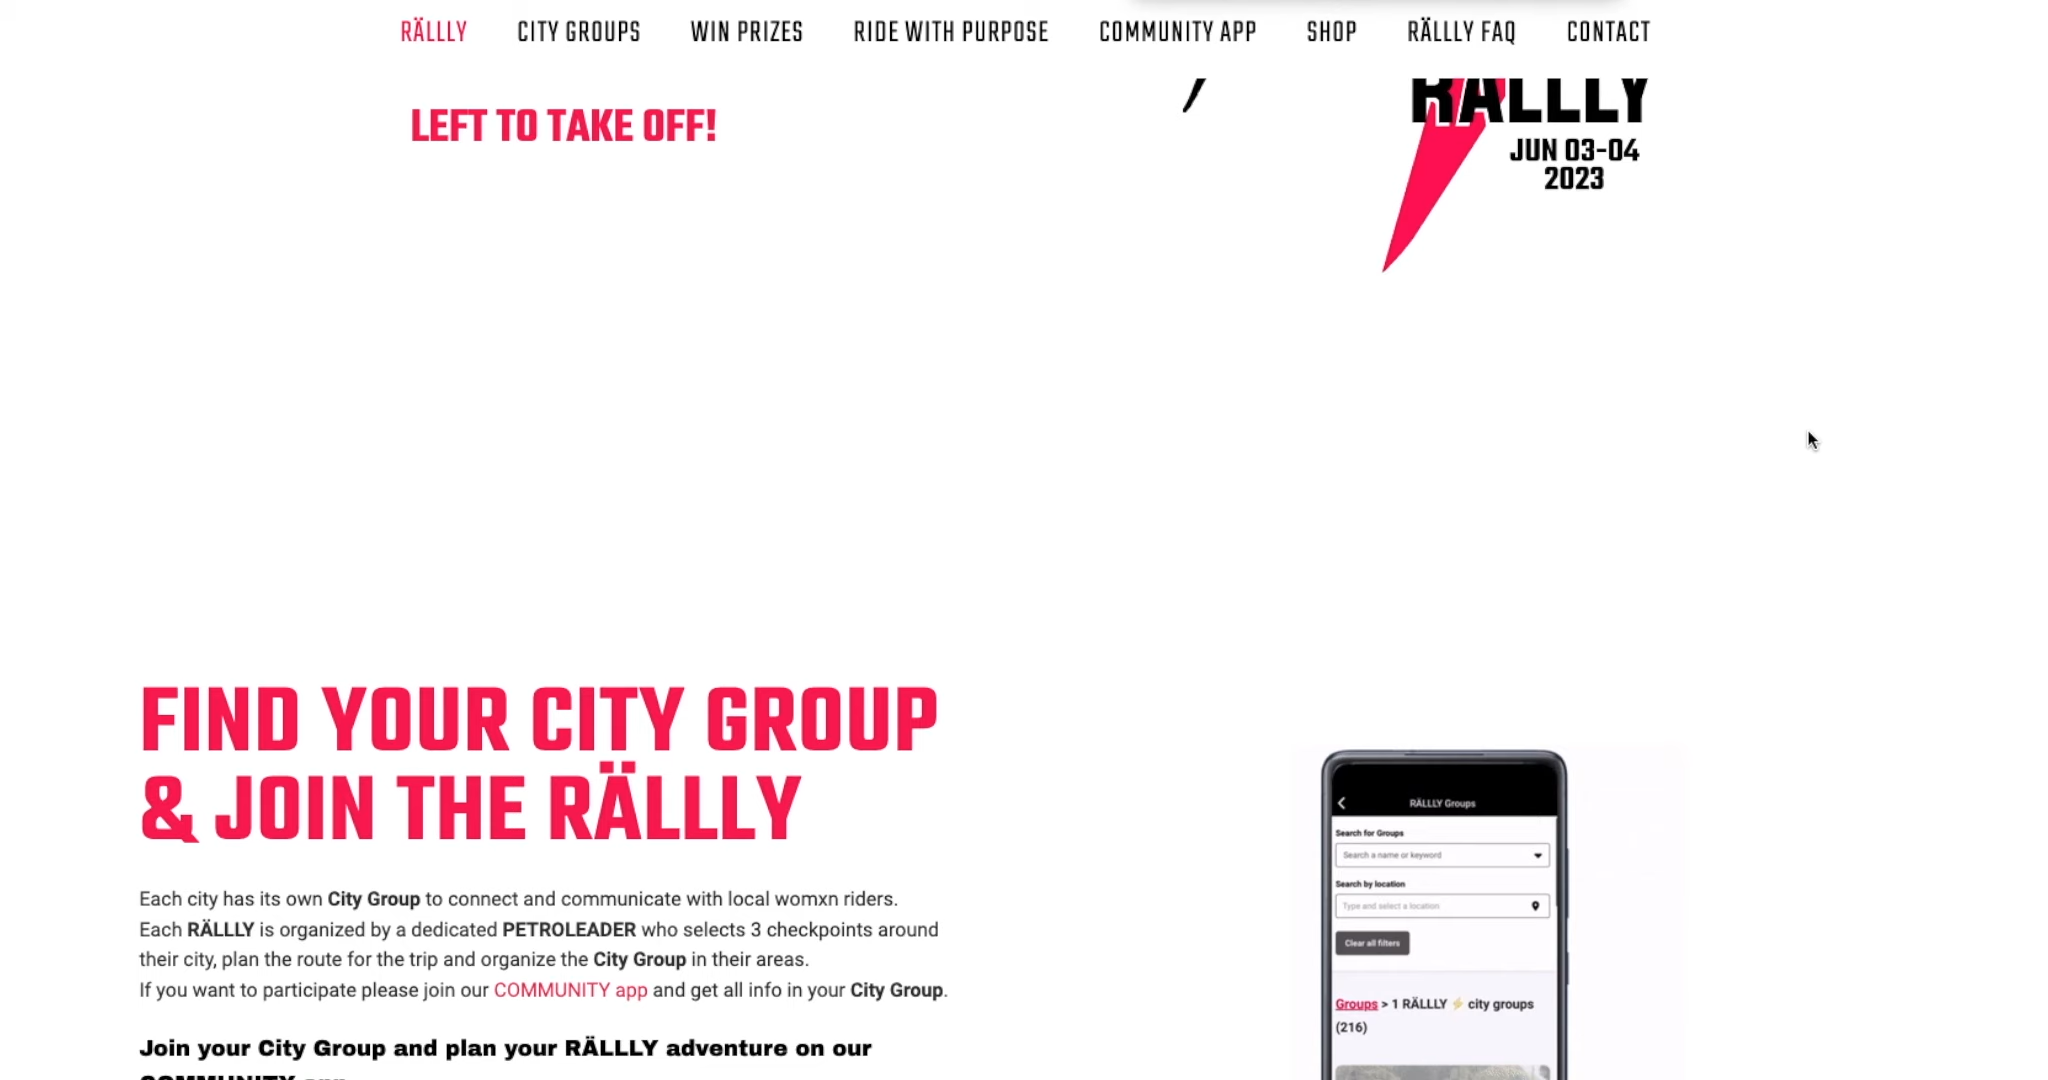 RÄLLLY CITY GROUPS WIN PRIZES RIDE WITH PURPOSE COMMUNITY APP SHOP RÄLLLY FAQ CONTACT
LEFT TO TAKE OFF!
RÄLLLY
JUN 03-04
2023
FIND YOUR CITY GROUP
& JOIN THE RÄLLLY
Each city has its own City Group to connect and communicate with local womxn riders.
Each RÄLLLY is organized by a dedicated PETROLEADER who selects 3 checkpoints around
their city, plan the route for the trip and organize the City Group in their areas.
If you want to participate please join our COMMUNITY app and get all info in your City Group.
Join your City Group and plan your RÄLLLY adventure on our
COMMUNITY app
RÄLLLY Groups
Search for Groups
Search a name or keyword
Search by location
Type and select a location
Clear all filters
Groups > 1 RÄLLLY ⚡ city groups
(216)